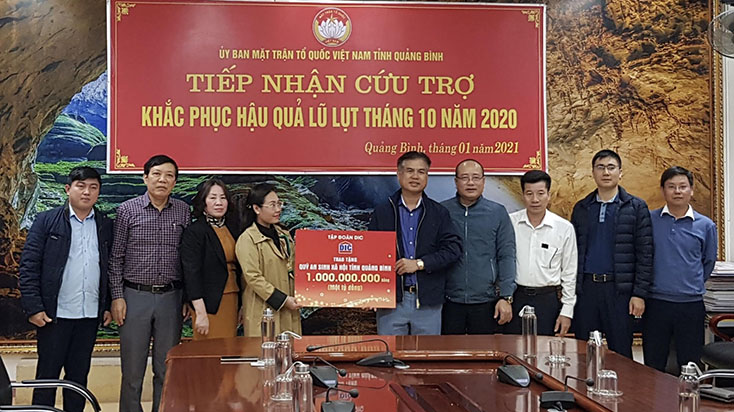 ỦY BAN MẶT TRẬN TỔ QUỐC VIỆT NAM TỈNH QUẢNG BÌNH
TIẾP NHẬN CỨU TRỢ
KHẮC PHỤC HẬU QUẢ LŨ LỤT THÁNG 10 NĂM 2020
Quảng Bình, tháng 01 năm 2021
TẬP ĐOÀN DIC
DIC
TRAO TẶNG
QUỸ AN SINH XÃ HỘI TỈNH QUẢNG BÌNH
1.000.000.000 đồng
(Một tỷ đồng)